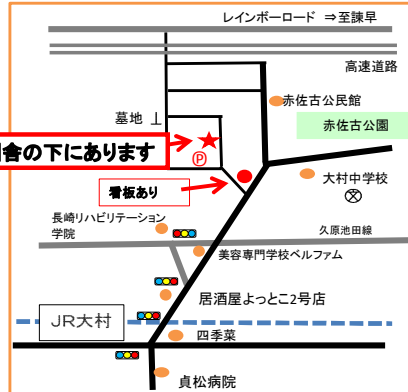 レインボーロード ⇒至諫早
高速道路
赤佐古公民館
墓地
赤佐古公園
舎の下にあります
P
看板あり
大村中学校
文
長崎リハビリテーション
学院
久原池田線
美容専門学校ベルファム
居酒屋よっとこ2号店
JR大村
四季菜
貞松病院